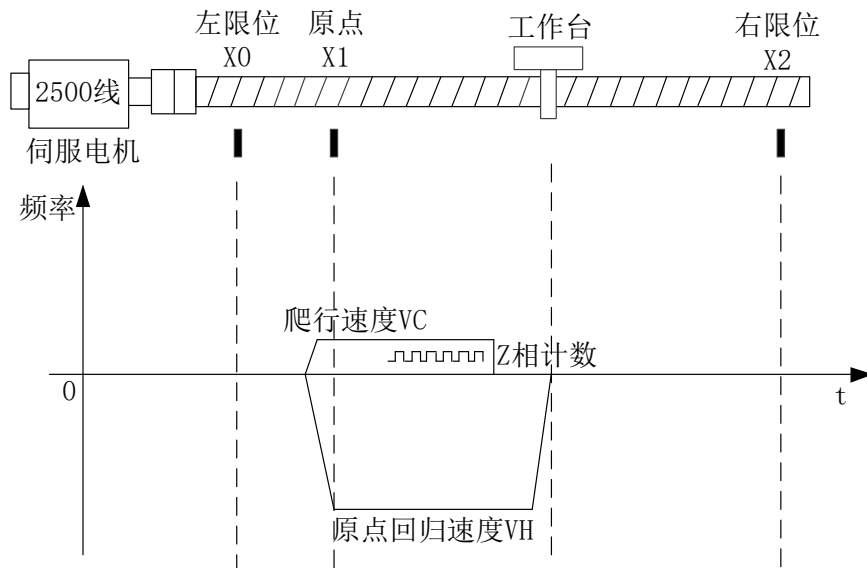 左限位 原点 工作台 右限位
X0 X1 X2
2500线
伺服电机
频率
爬行速度VC
Z相计数
0 t
原点回归速度VH